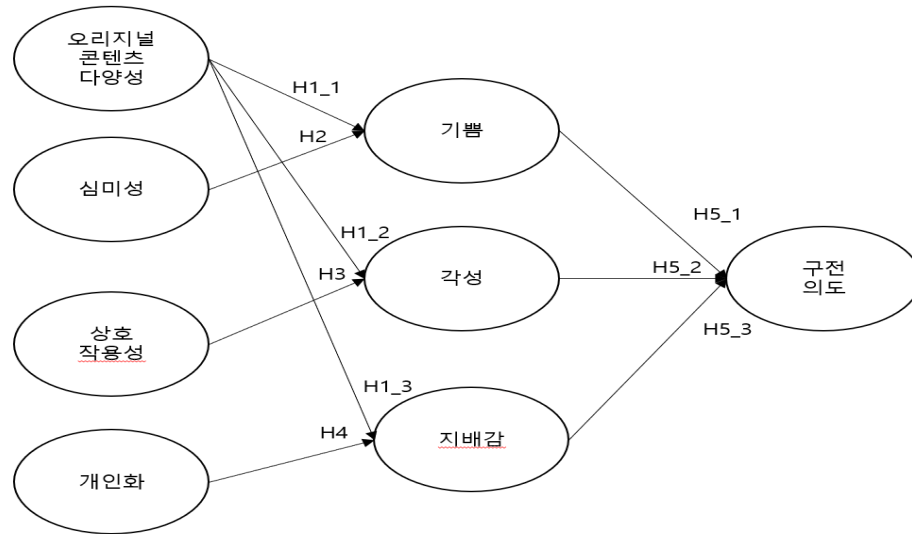 오리지널
콘텐츠
다양성
H1_1
기쁨
H2
심미성
H5_1
H1_2
H3
각성
H5_2
구전
의도
상호
작용성
H5_3
H1_3
H4
지배감
개인화